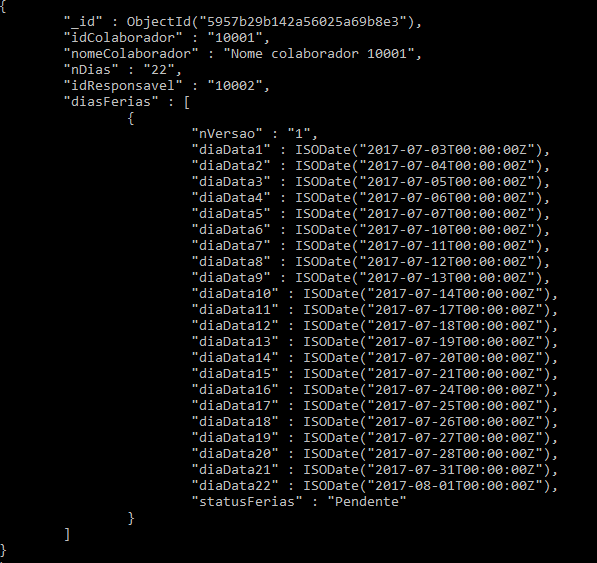 {
"_id" : ObjectId("5957b29b142a56025a69b8e3"),
"idColaborador" : "10001",
"nomeColaborador" : "Nome colaborador 10001",
"nDias" : "22",
"idResponsavel" : "10002",
"diasFerias" : [
{
"nVersao" : "1",
"diaData1" : ISODate("2017-07-03T00:00:00Z"),
"diaData2" : ISODate("2017-07-04T00:00:00Z"),
"diaData3" : ISODate("2017-07-05T00:00:00Z"),
"diaData4" : ISODate("2017-07-06T00:00:00Z"),
"diaData5" : ISODate("2017-07-07T00:00:00Z"),
"diaData6" : ISODate("2017-07-10T00:00:00Z"),
"diaData7" : ISODate("2017-07-11T00:00:00Z"),
"diaData8" : ISODate("2017-07-12T00:00:00Z"),
"diaData9" : ISODate("2017-07-13T00:00:00Z"),
"diaData10" : ISODate("2017-07-14T00:00:00Z"),
"diaData11" : ISODate("2017-07-17T00:00:00Z"),
"diaData12" : ISODate("2017-07-18T00:00:00Z"),
"diaData13" : ISODate("2017-07-19T00:00:00Z"),
"diaData14" : ISODate("2017-07-20T00:00:00Z"),
"diaData15" : ISODate("2017-07-21T00:00:00Z"),
"diaData16" : ISODate("2017-07-24T00:00:00Z"),
"diaData17" : ISODate("2017-07-25T00:00:00Z"),
"diaData18" : ISODate("2017-07-26T00:00:00Z"),
"diaData19" : ISODate("2017-07-27T00:00:00Z"),
"diaData20" : ISODate("2017-07-28T00:00:00Z"),
"diaData21" : ISODate("2017-07-31T00:00:00Z"),
"diaData22" : ISODate("2017-08-01T00:00:00Z"),
"statusFerias" : "Pendente"
}
]
}